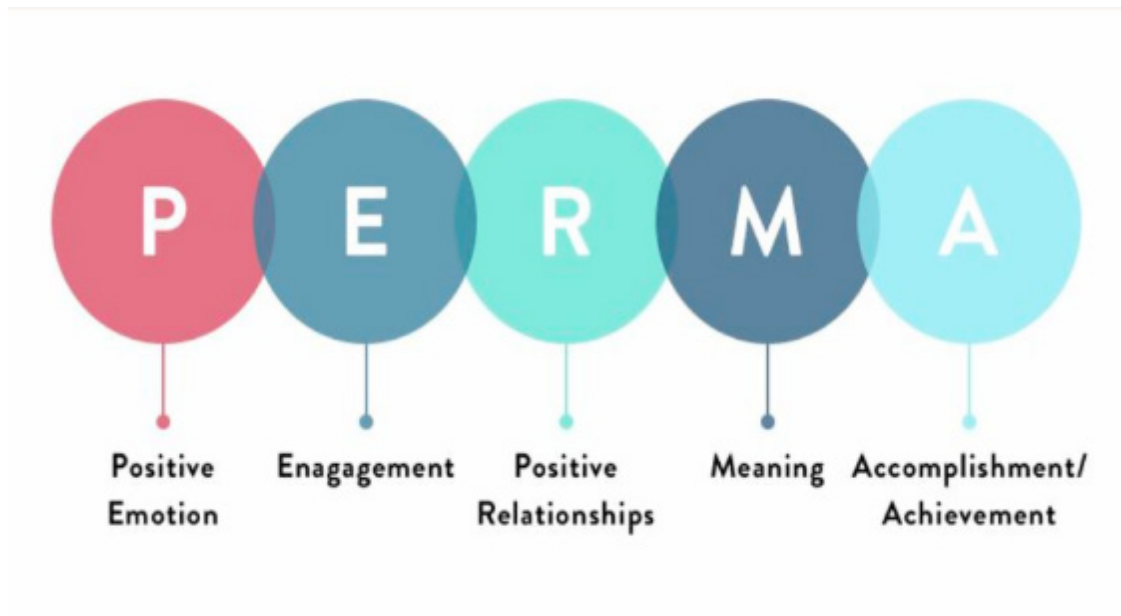 P E R M A
Positive Emotion
Enagagement
Positive Relationships
Meaning
Accomplishment/
Achievement